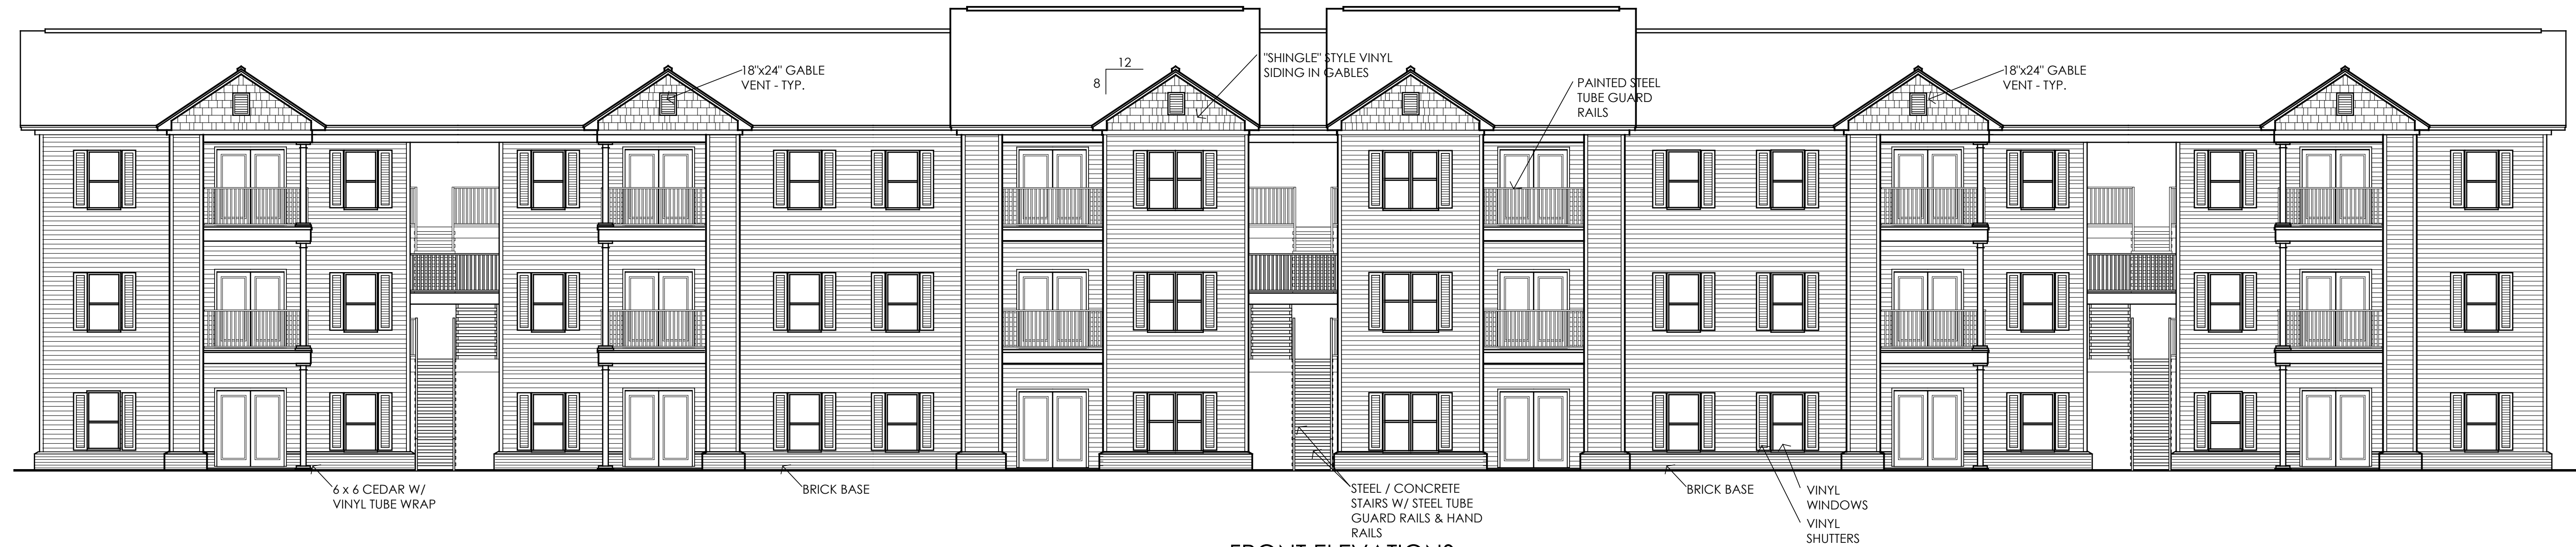 18"x24" GABLE
VENT - TYP.
12
8
"SHINGLE" STYLE VINYL
SIDING IN GABLES
PAINTED STEEL
TUBE GUARD
RAILS
18"x24" GABLE
VENT - TYP.
6 x 6 CEDAR W/
VINYL TUBE WRAP
BRICK BASE
STEEL / CONCRETE
STAIRS W/ STEEL TUBE
GUARD RAILS & HAND
RAILS
BRICK BASE
VINYL
WINDOWS
VINYL
SHUTTERS
FRONT ELEVATIONS